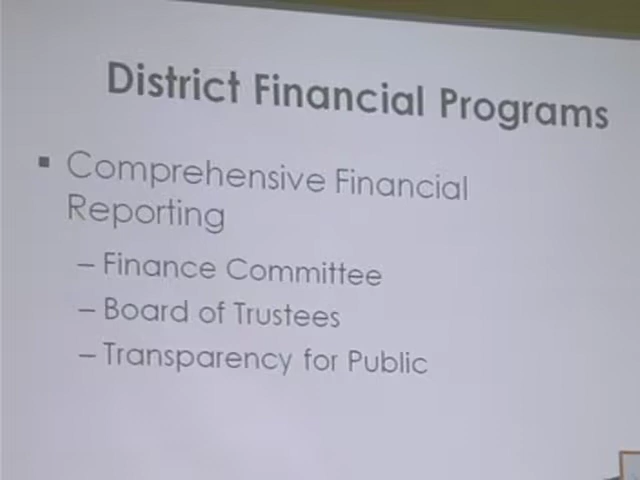 District Financial Programs
▪ Comprehensive Financial
Reporting
– Finance Committee
– Board of Trustees
– Transparency for Public